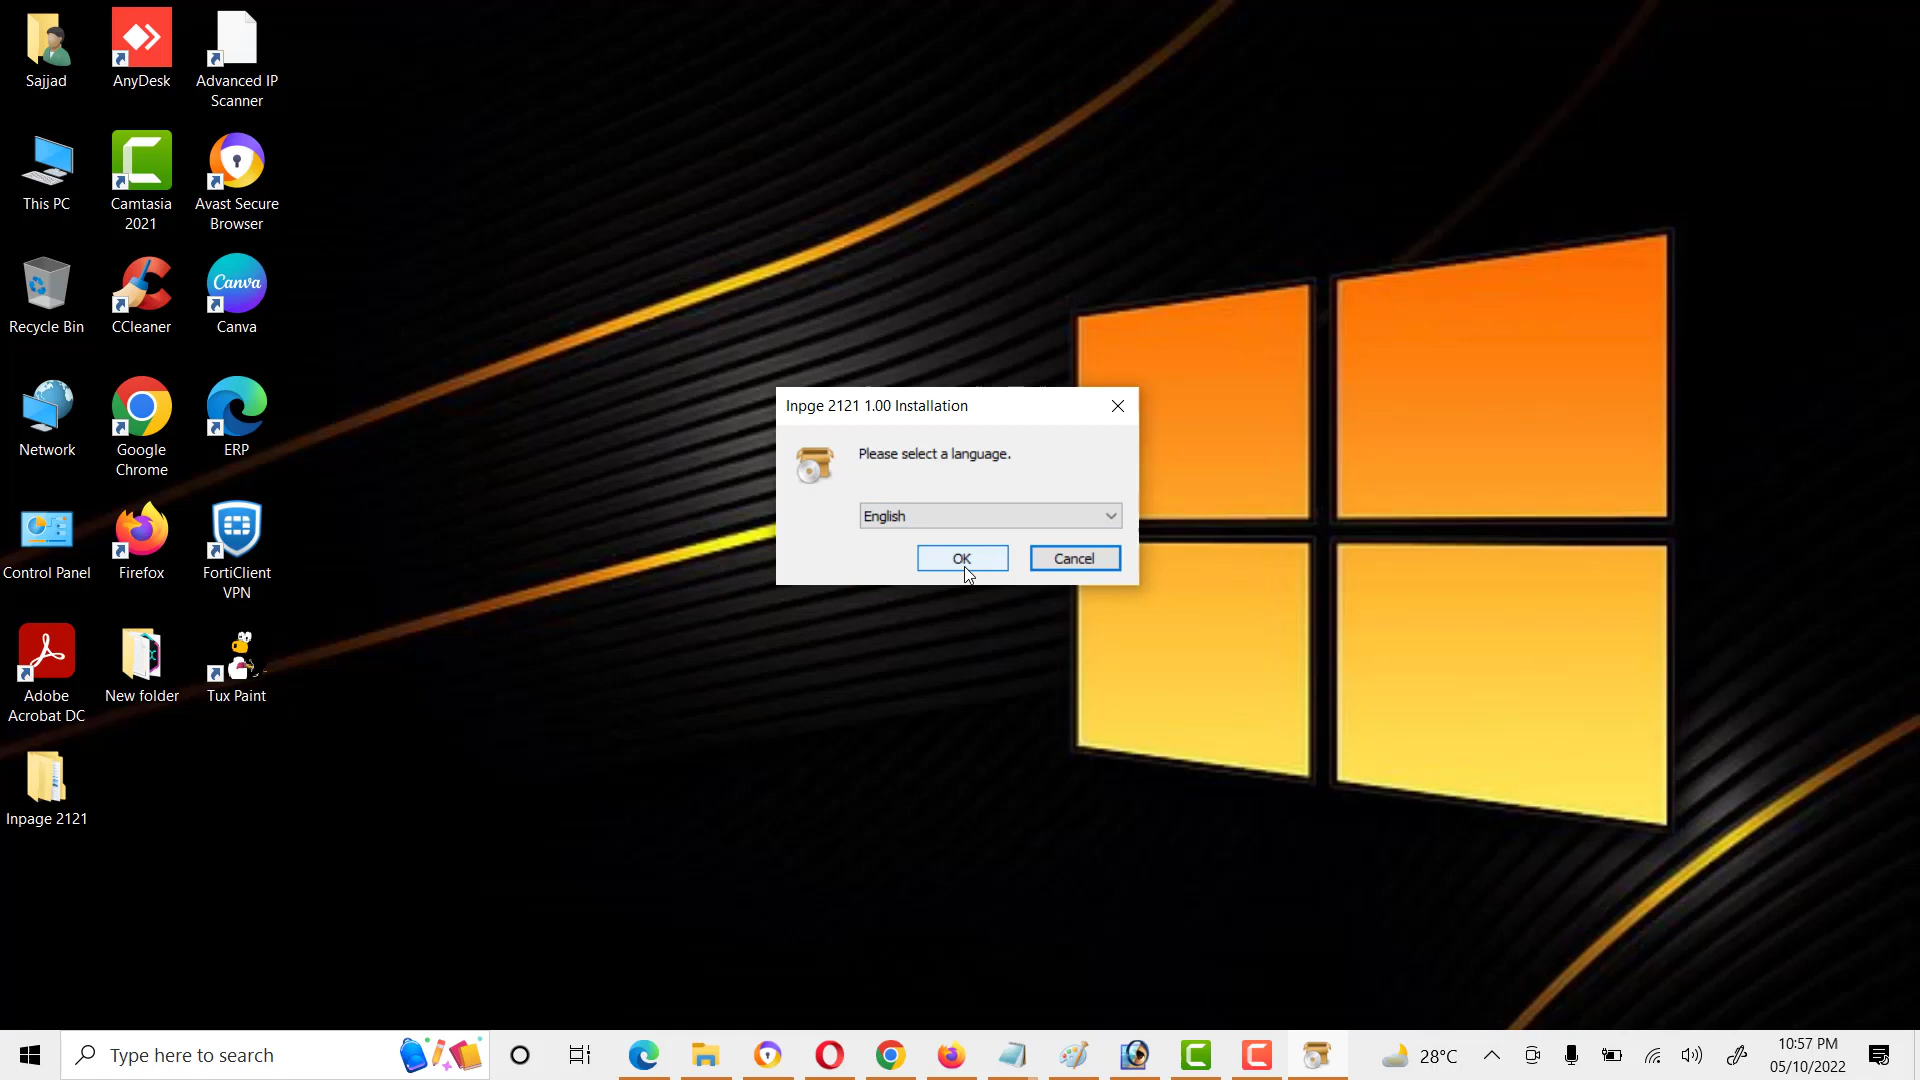 Sajjad
AnyDesk
Advanced IP
Scanner
This PC
Camtasia
2021
Avast Secure
Browser
Recycle Bin
CCleaner
Canva
Canva
Network
Google
Chrome
ERP
Control Panel
Firefox
FortiClient
VPN
Adobe
Acrobat DC
New folder
Tux Paint
Inpage 2121
Inpge 2121 1.00 Installation
Please select a language.
English
OK
Cancel
Type here to search
28°C
10:57 PM
05/10/2022